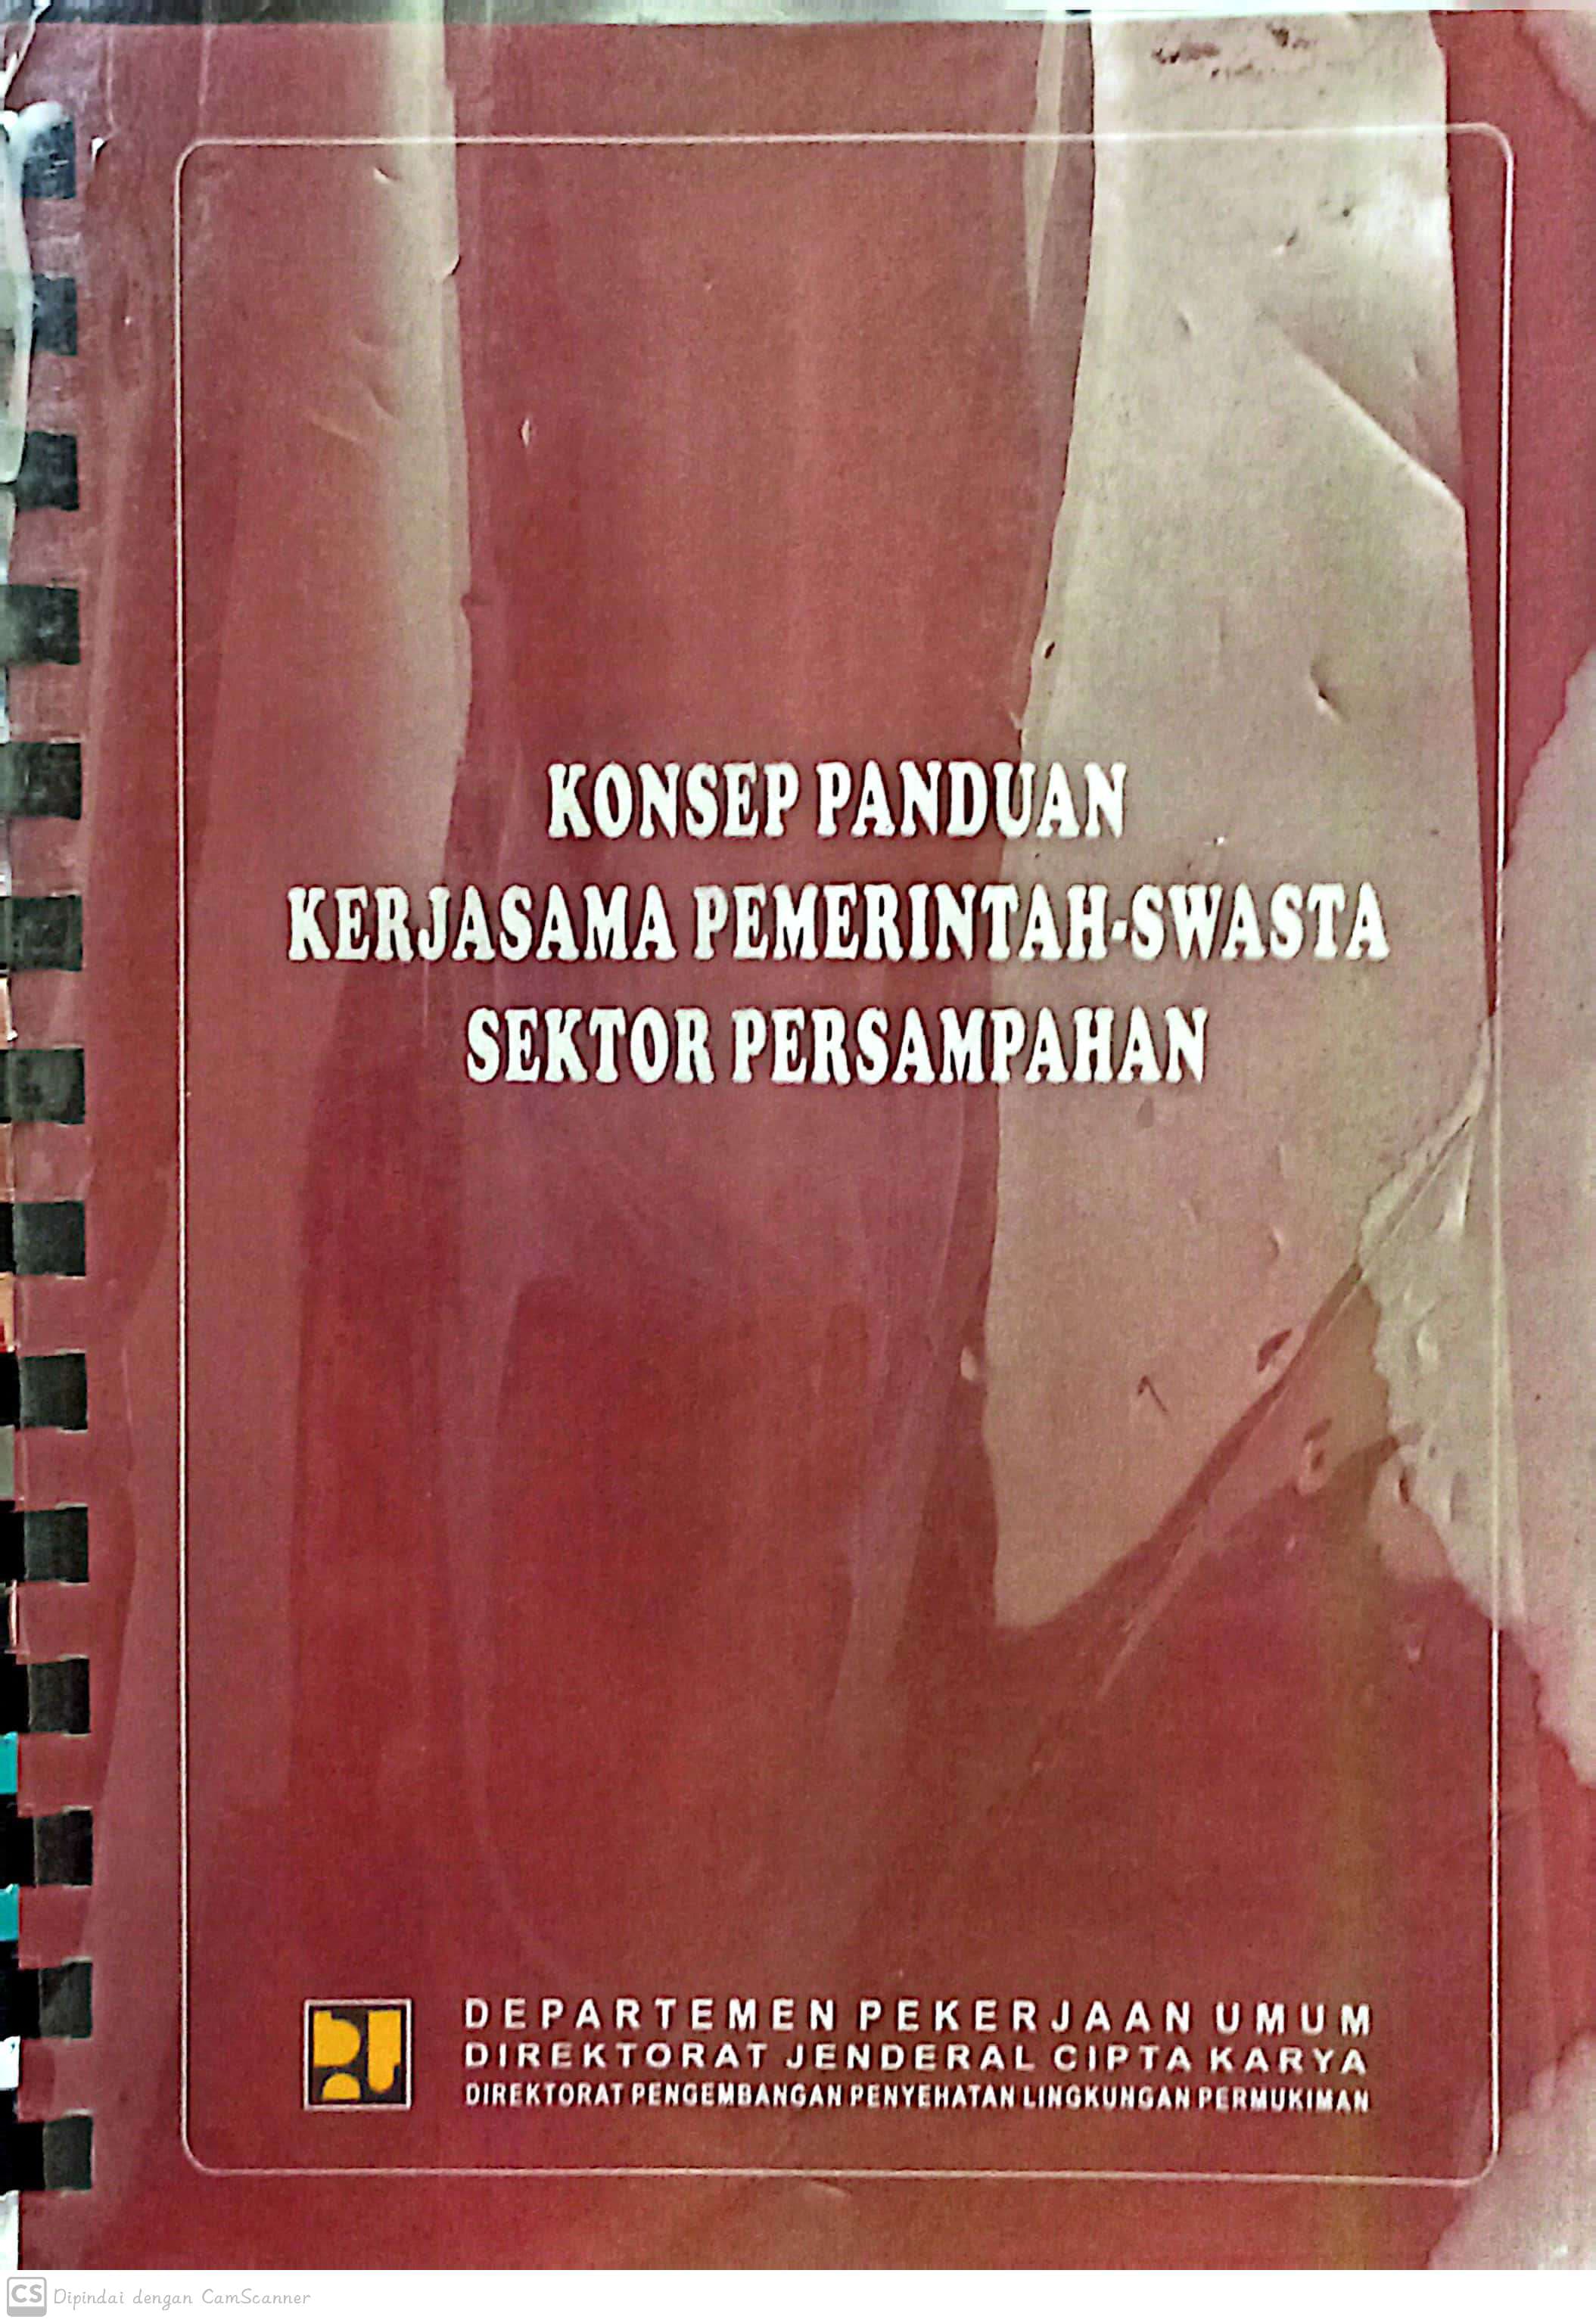 KONSEP PANDUAN
KERJASAMA PEMERINTAH-SWASTA
SEKTOR PERSAMPAHAN
DEPARTEMEN PEKERJAAN UMUM
DIREKTORAT JENDERAL CIPTA KARYA
DIREKTORAT PENGEMBANGAN PENYEHATAN LINGKUNGAN PERMUKIMAN
CS Dipindai dengan CamScanner